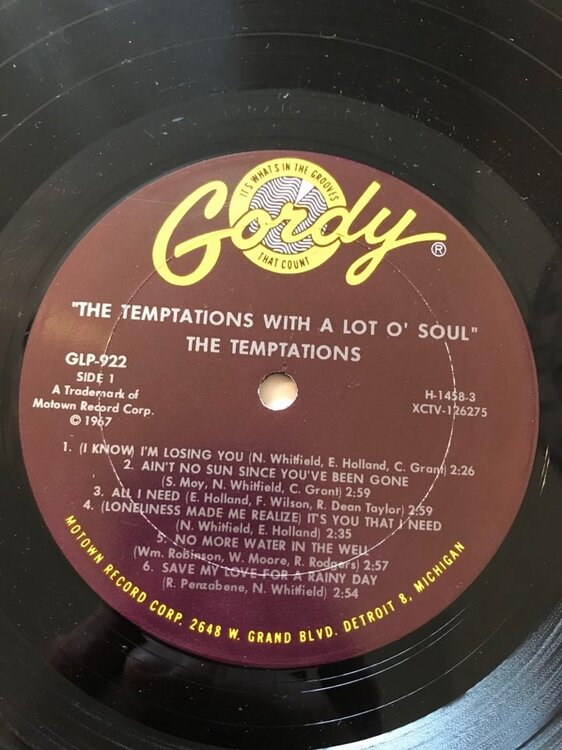 IT'S WHAT'S IN THE GROOVES
Gordy ®
THAT COUNT
"THE TEMPTATIONS WITH A LOT O' SOUL"
THE TEMPTATIONS
GLP-922
SIDE 1
A Trademark of
Motown Record Corp.
© 1967
H-1458-3
XCTV-126275
1. (I KNOW) I'M LOSING YOU (N. Whitfield, E. Holland, C. Grant) 2:26
2. AIN'T NO SUN SINCE YOU'VE BEEN GONE
(S. Moy, N. Whitfield, C. Grant) 2:59
3. ALL I NEED (E. Holland, F. Wilson, R. Dean Taylor) 2:59
4. (LONELINESS MADE ME REALIZE) IT'S YOU THAT I NEED
(N. Whitfield, E. Holland) 2:35
5. NO MORE WATER IN THE WELL
(Wm. Robinson, W. Moore, R. Rodgers) 2:57
6. SAVE MY LOVE FOR A RAINY DAY
(R. Penzabene, N. Whitfield) 2:54
MOTOWN RECORD CORP. 2648 W. GRAND BLVD. DETROIT 8, MICHIGAN